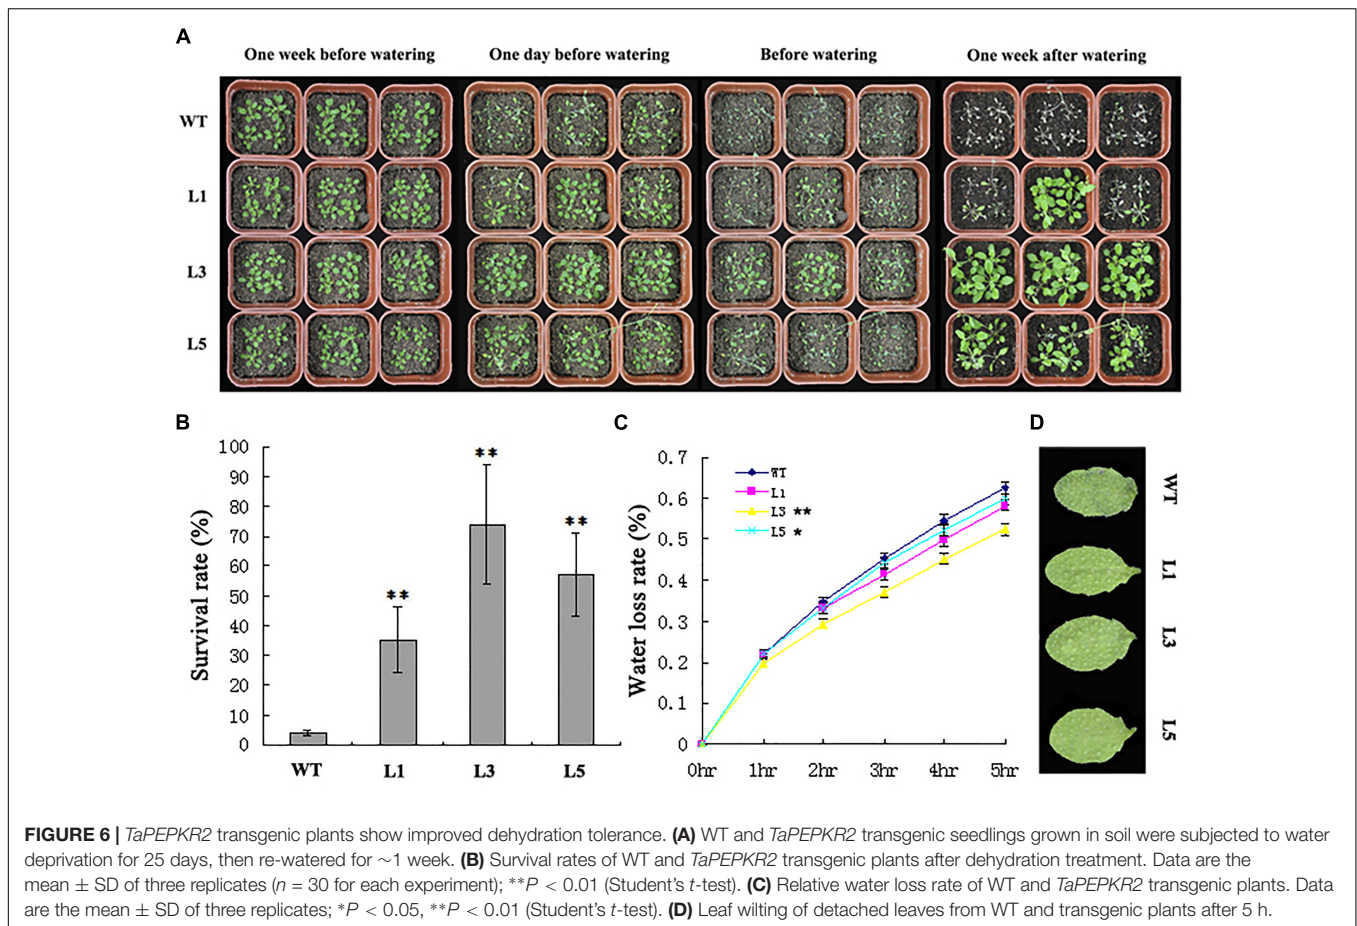 A
One week before watering One day before watering Before watering One week after watering
WT
L1
L3
L5
B
Survival rate (%)
100
90
80
70
60
50
40
30
20
10
0
**
**
**
WT L1 L3 L5
C
Water loss rate (%)
0.7
0.6
0.5
0.4
0.3
0.2
0.1
0
WT
L1
L3 **
L5 *
0hr 1hr 2hr 3hr 4hr 5hr
D
WT
L1
L3
L5
FIGURE 6 | TaPEPKR2 transgenic plants show improved dehydration tolerance. (A) WT and TaPEPKR2 transgenic seedlings grown in soil were subjected to water
deprivation for 25 days, then re-watered for ∼1 week. (B) Survival rates of WT and TaPEPKR2 transgenic plants after dehydration treatment. Data are the
mean ± SD of three replicates (n = 30 for each experiment); **P < 0.01 (Student's t-test). (C) Relative water loss rate of WT and TaPEPKR2 transgenic plants. Data
are the mean ± SD of three replicates; *P < 0.05, **P < 0.01 (Student's t-test). (D) Leaf wilting of detached leaves from WT and transgenic plants after 5 h.